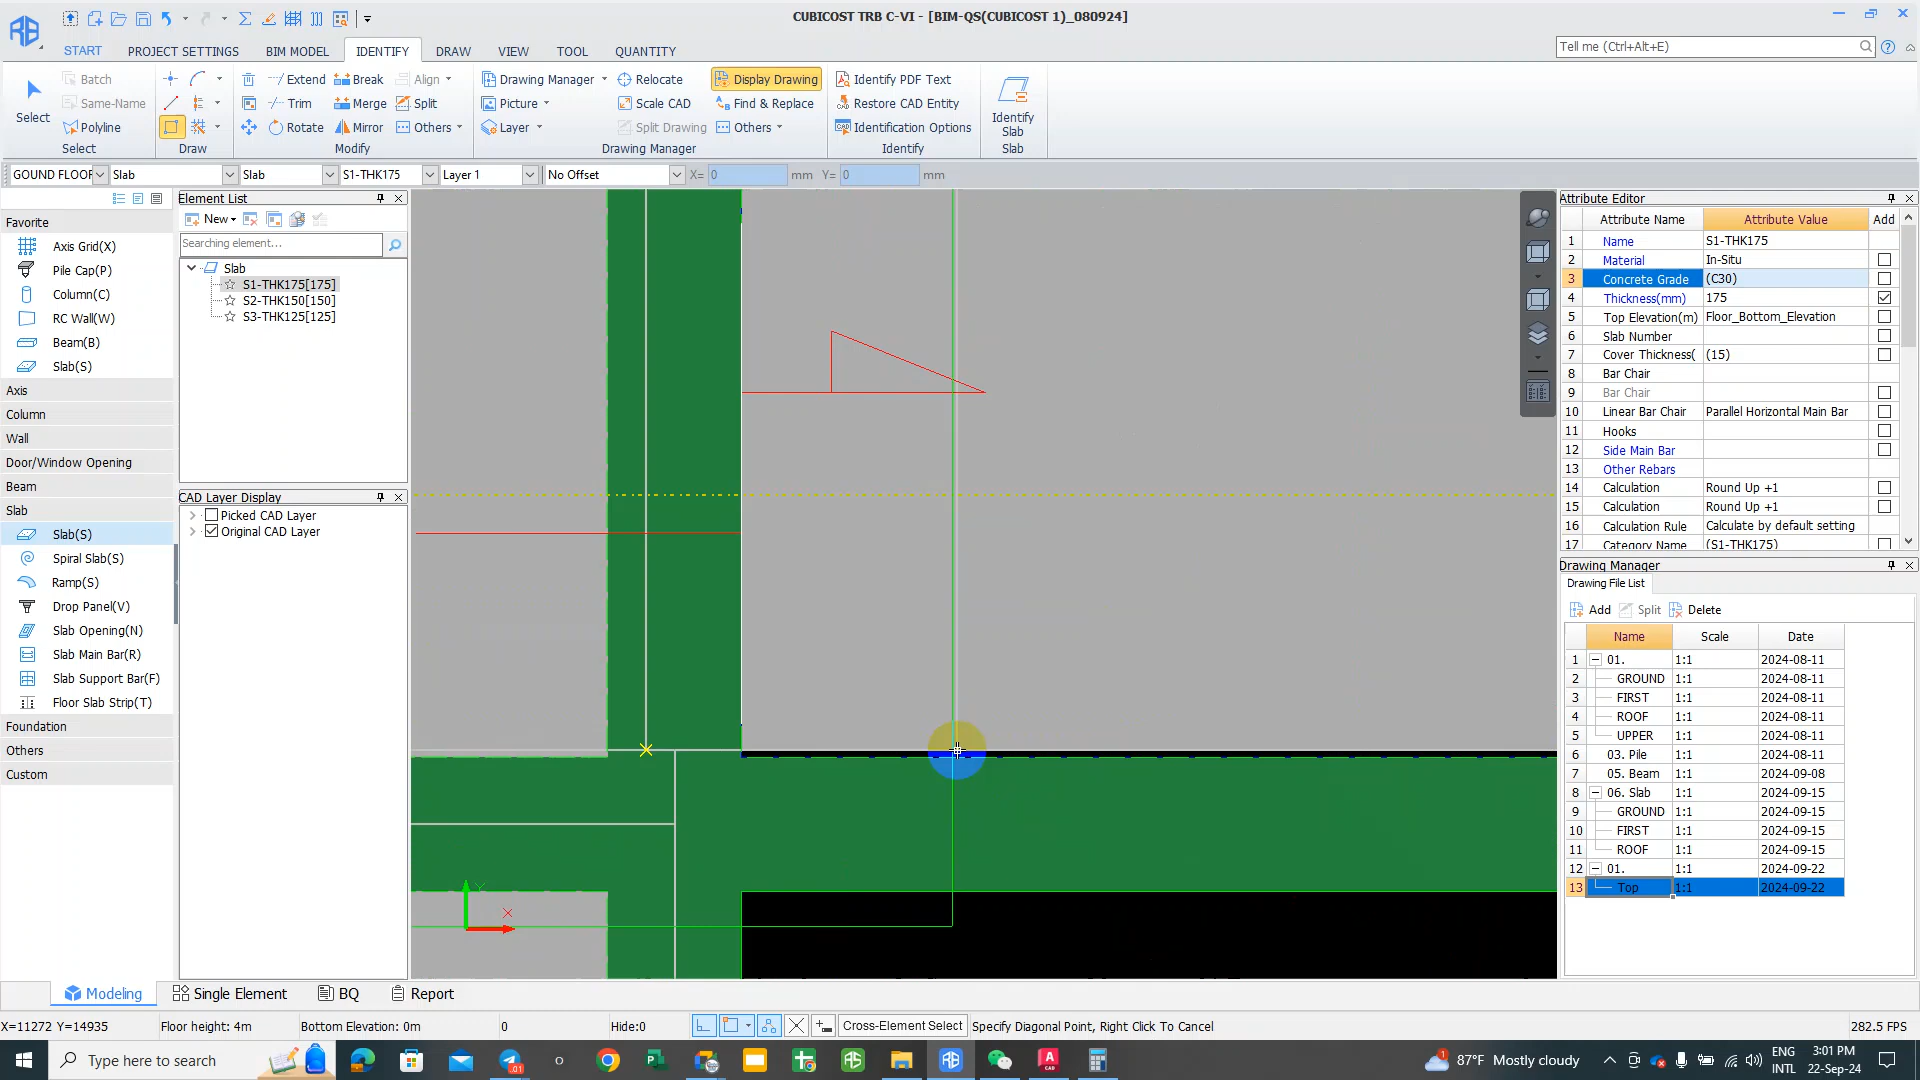 CUBICOST TRB C-VI - [BIM-QS(CUBICOST 1)_080924]
START PROJECT SETTINGS BIM MODEL IDENTIFY DRAW VIEW TOOL QUANTITY
Tell me (Ctrl+Alt+E)
Batch Extend Break Align Drawing Manager Relocate Display Drawing Identify PDF Text
Select Same-Name Trim Merge Split Picture Scale CAD Find & Replace Restore CAD Entity Identify Slab
Polyline Rotate Mirror Others Layer Split Drawing Others Identification Options
Select Draw Modify Drawing Manager Identify Slab
GOUND FLOOF Slab Slab S1-THK175 Layer 1 No Offset X= 0 mm Y= 0 mm
Favorite
Axis Grid(X)
Pile Cap(P)
Column(C)
RC Wall(W)
Beam(B)
Slab(S)
Axis
Column
Wall
Door/Window Opening
Beam
Slab
Slab(S)
Spiral Slab(S)
Ramp(S)
Drop Panel(V)
Slab Opening(N)
Slab Main Bar(R)
Slab Support Bar(F)
Floor Slab Strip(T)
Foundation
Others
Custom
Element List
New
Searching element...
Slab
S1-THK175[175]
S2-THK150[150]
S3-THK125[125]
CAD Layer Display
Picked CAD Layer
Original CAD Layer
Y
X
Attribute Editor
Attribute Name Attribute Value Add
1 Name S1-THK175
2 Material In-Situ
3 Concrete Grade (C30)
4 Thickness(mm) 175
5 Top Elevation(m) Floor_Bottom_Elevation
6 Slab Number
7 Cover Thickness( (15)
8 Bar Chair
9 Bar Chair
10 Linear Bar Chair Parallel Horizontal Main Bar
11 Hooks
12 Side Main Bar
13 Other Rebars
14 Calculation Round Up +1
15 Calculation Round Up +1
16 Calculation Rule Calculate by default setting
17 Category Name (S1-THK175)
Drawing Manager
Drawing File List
Add Split Delete
Name Scale Date
1 01. 1:1 2024-08-11
2 GROUND 1:1 2024-08-11
3 FIRST 1:1 2024-08-11
4 ROOF 1:1 2024-08-11
5 UPPER 1:1 2024-08-11
6 03. Pile 1:1 2024-08-11
7 05. Beam 1:1 2024-09-08
8 06. Slab 1:1 2024-09-15
9 GROUND 1:1 2024-09-15
10 FIRST 1:1 2024-09-15
11 ROOF 1:1 2024-09-15
12 01. 1:1 2024-09-22
13 Top 1:1 2024-09-22
Modeling Single Element BQ Report
X=11272 Y=14935 Floor height: 4m Bottom Elevation: 0m 0 Hide:0 Cross-Element Select Specify Diagonal Point, Right Click To Cancel 282.5 FPS
Type here to search
87°F Mostly cloudy
ENG
INTL
3:01 PM
22-Sep-24